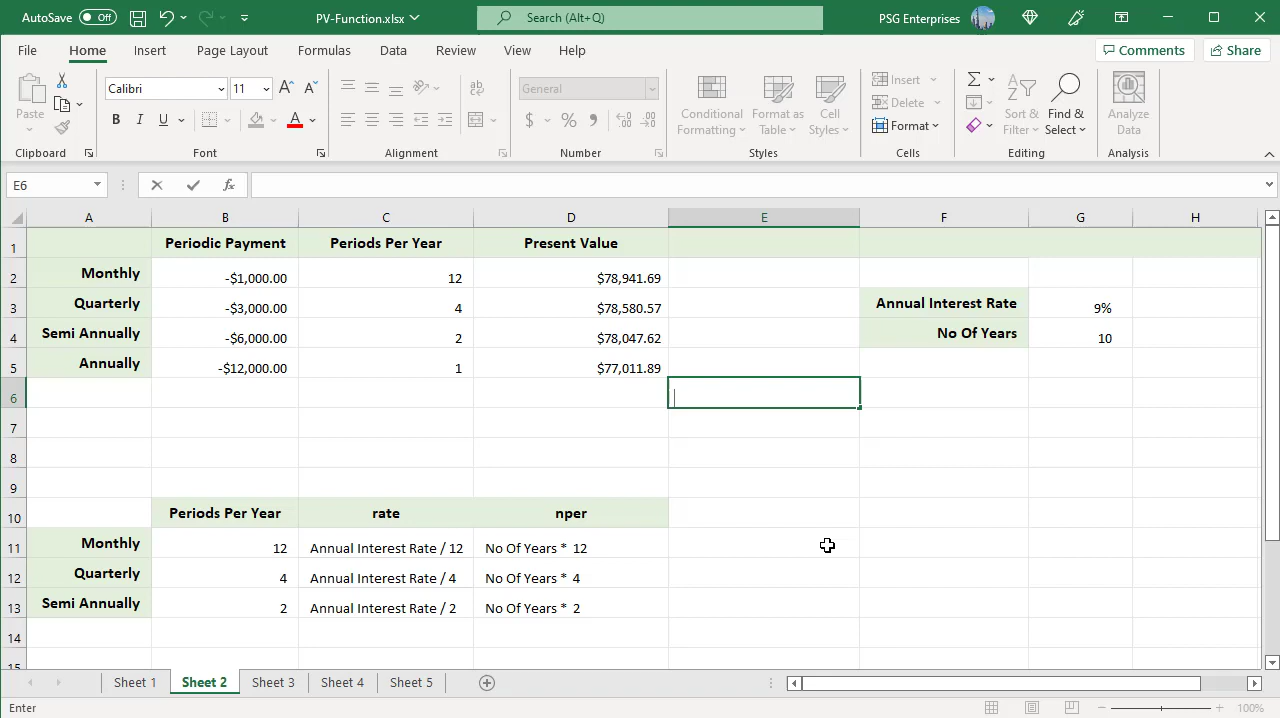 AutoSave Off PV-Function.xlsx Search (Alt+Q) PSG Enterprises
File Home Insert Page Layout Formulas Data Review View Help Comments Share
Paste Calibri 11 General Conditional Formatting Format as Table Cell Styles Insert Delete Format Sort & Filter Find & Select Analyze Data
Clipboard Font Alignment Number Styles Cells Editing Analysis
E6 fx
A B C D E F G H
1 Periodic Payment Periods Per Year Present Value
2 Monthly -$1,000.00 12 $78,941.69
3 Quarterly -$3,000.00 4 $78,580.57 Annual Interest Rate 9%
4 Semi Annually -$6,000.00 2 $78,047.62 No Of Years 10
5 Annually -$12,000.00 1 $77,011.89
6
7
8
9
10 Periods Per Year rate nper
11 Monthly 12 Annual Interest Rate / 12 No Of Years * 12
12 Quarterly 4 Annual Interest Rate / 4 No Of Years * 4
13 Semi Annually 2 Annual Interest Rate / 2 No Of Years * 2
14
15
Sheet 1 Sheet 2 Sheet 3 Sheet 4 Sheet 5
Enter 100%